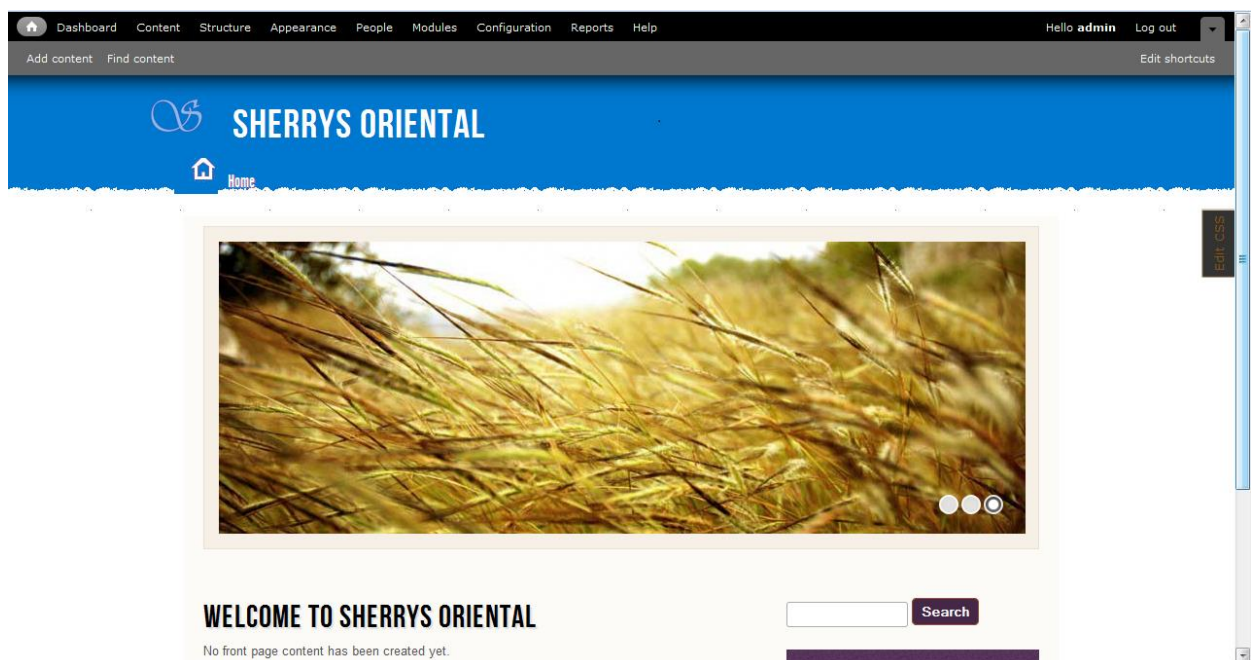 Dashboard Content Structure Appearance People Modules Configuration Reports Help Hello admin Log out
Add content Find content Edit shortcuts
S SHERRYS ORIENTAL
Home
Edit CSS
WELCOME TO SHERRYS ORIENTAL
Search
No front page content has been created yet.